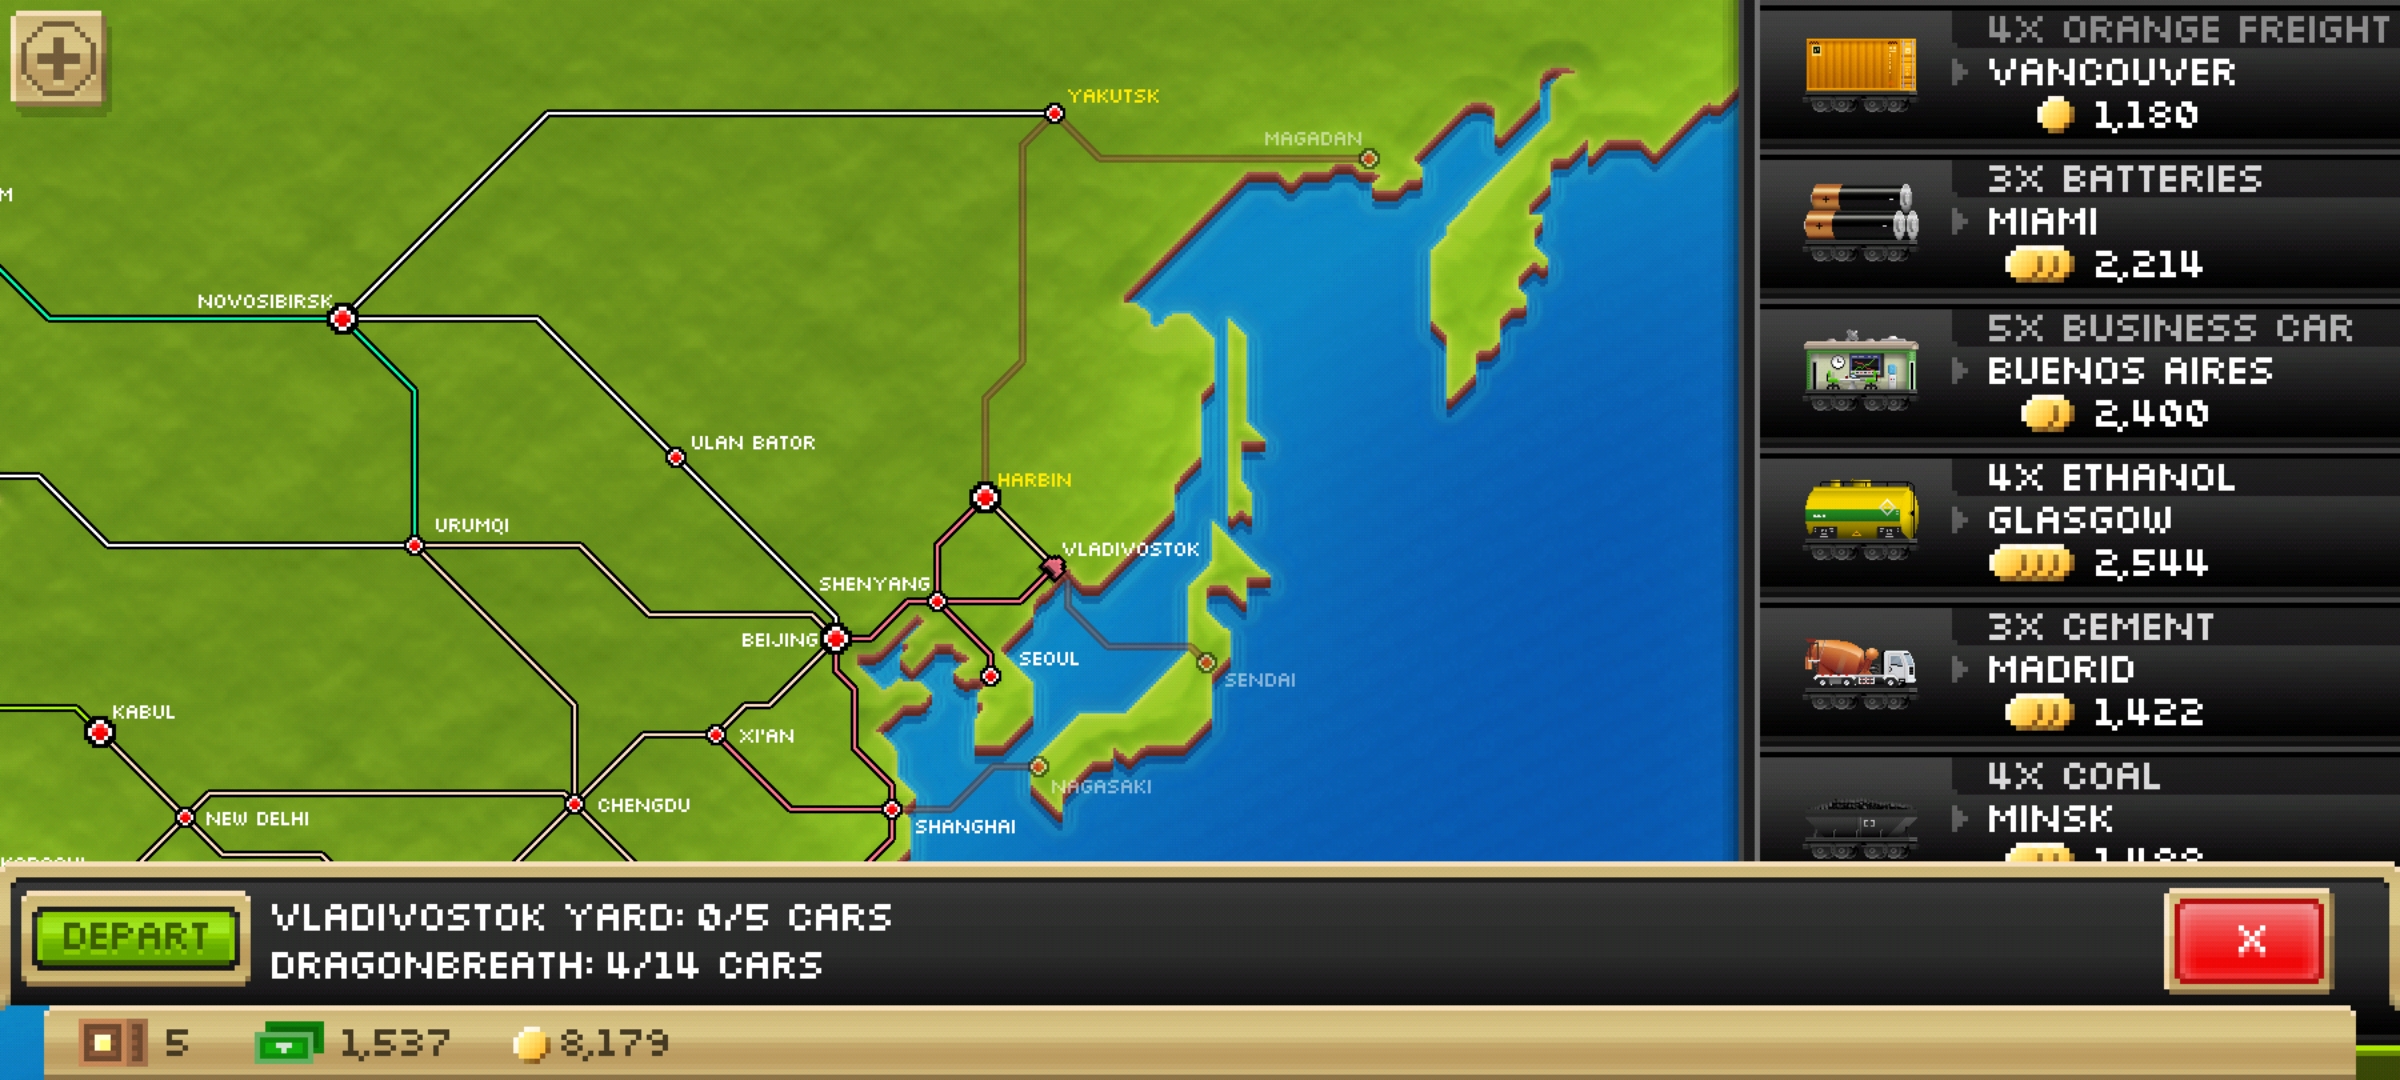 YAKUTSK
MAGADAN
M
NOVOSIBIRSK
ULAN BATOR
HARBIN
URUMQI
VLADIVOSTOK
SHENYANG
BEIJING
SEOUL
SENDAI
KABUL
XI'AN
NAGASAKI
CHENGDU
NEW DELHI
SHANGHAI
4X ORANGE FREIGHT
VANCOUVER
1,180
3X BATTERIES
MIAMI
2,214
5X BUSINESS CAR
BUENOS AIRES
2,400
4X ETHANOL
GLASGOW
2,544
3X CEMENT
MADRID
1,422
4X COAL
MINSK
DEPART
VLADIVOSTOK YARD: 0/5 CARS
DRAGONBREATH: 4/14 CARS
X
5
1,537
8,179